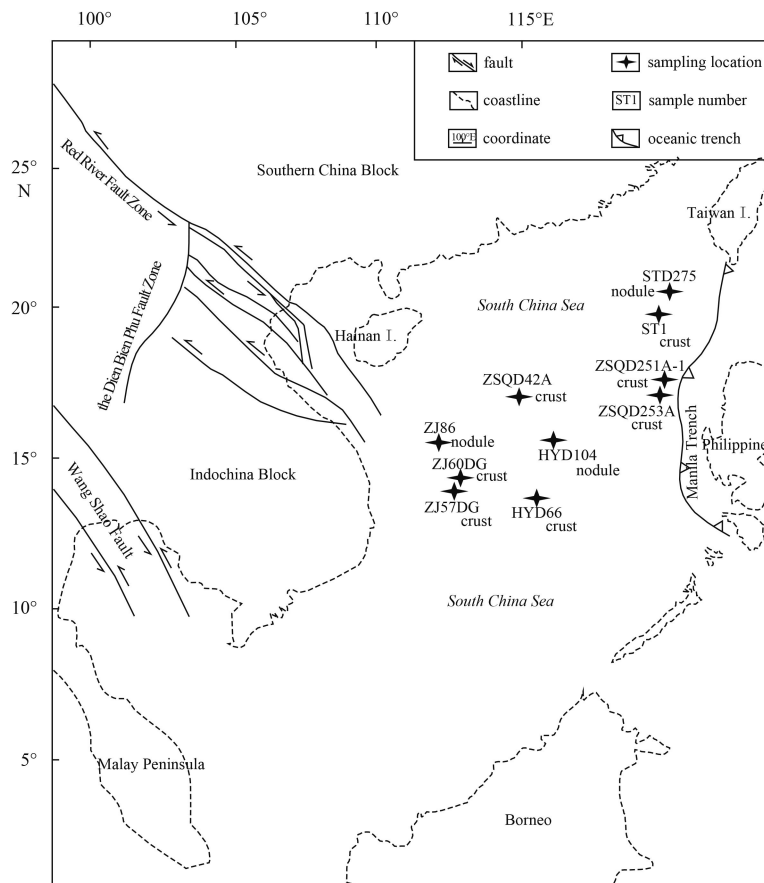 100°
105°
110°
115°E
fault
sampling location
coastline
ST1
sample number
100°E
coordinate
oceanic trench
25°
N
20°
15°
10°
5°
Red River Fault Zone
Southern China Block
Taiwan I.
the Dien Bien Phu Fault Zone
Hainan I.
South China Sea
STD275
nodule
ST1
crust
ZSQD251A-1
crust
ZSQD253A
crust
ZSQD42A
crust
ZJ86
nodule
HYD104
nodule
ZJ60DG
crust
ZJ57DG
crust
HYD66
crust
Manila Trench
Philippine
Indochina Block
Wang Shao Fault
South China Sea
Malay Peninsula
Borneo